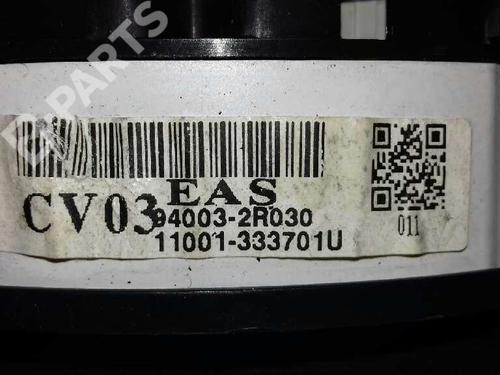 B-PARTS
EAS
CV03
94003-2R030
11001-333701U
011